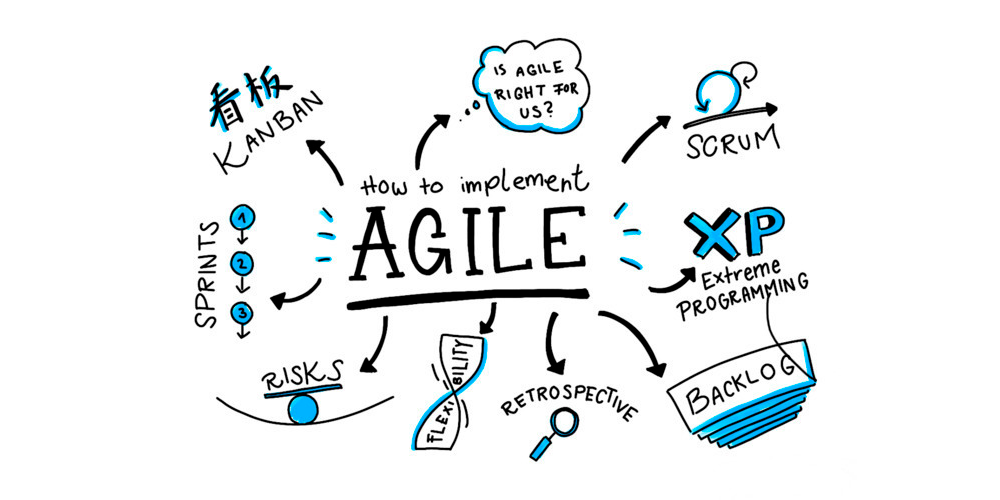 看板
KANBAN
IS AGILE
RIGHT FOR
US?
SCRUM
How to implement
AGILE
SPRINTS
1
2
3
XP
Extreme
PROGRAMMING
RISKS
FLEXIBILITY
RETROSPECTIVE
BACKLOG